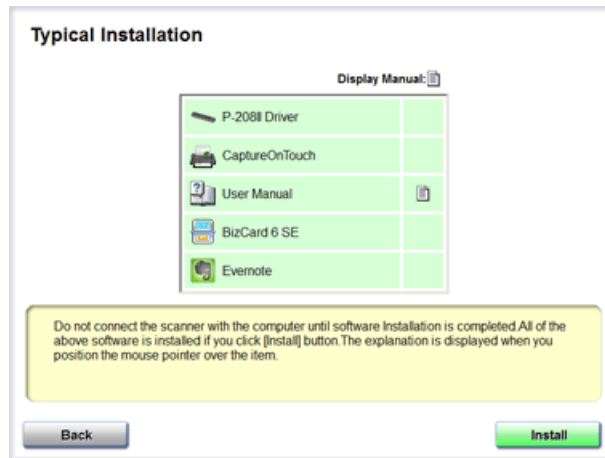 Typical Installation
Display Manual:
P-208II Driver
CaptureOnTouch
User Manual
BizCard 6 SE
Evernote
Do not connect the scanner with the computer until software Installation is completed.All of the
above software is installed if you click [Install] button.The explanation is displayed when you
position the mouse pointer over the item.
Back
Install